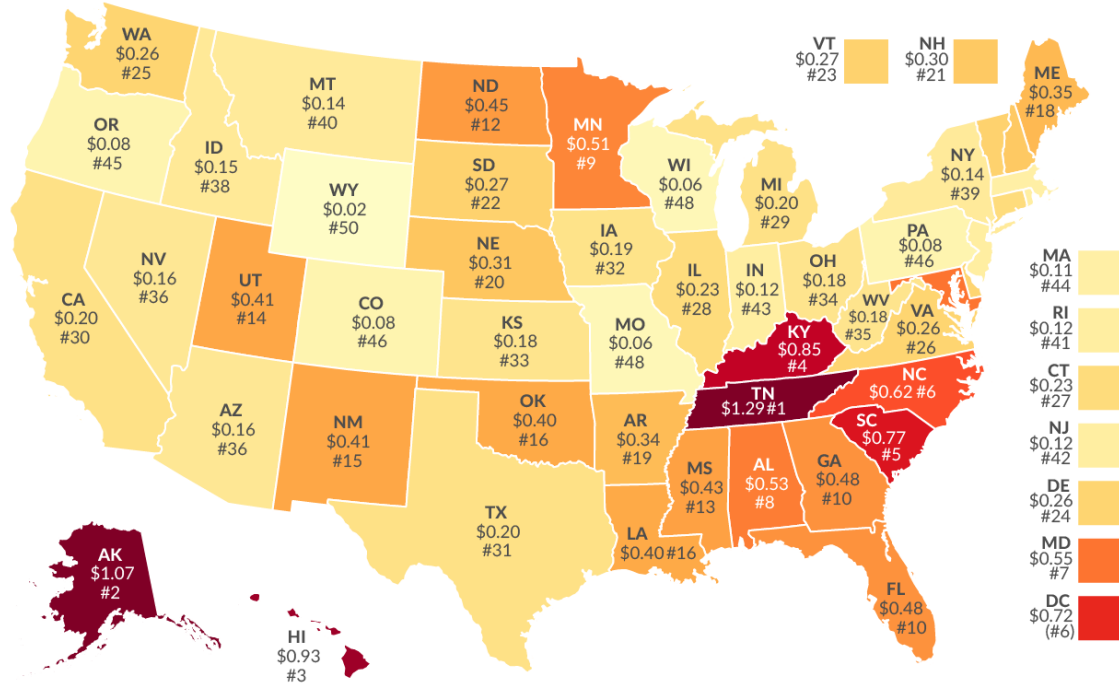 WA
$0.26
#25
MT
$0.14
#40
ND
$0.45
#12
MN
$0.51
#9
VT
$0.27
#23
NH
$0.30
#21
ME
$0.35
#18
OR
$0.08
#45
ID
$0.15
#38
WY
$0.02
#50
SD
$0.27
#22
WI
$0.06
#48
MI
$0.20
#29
NY
$0.14
#39
NV
$0.16
#36
UT
$0.41
#14
CO
$0.08
#46
NE
$0.31
#20
IA
$0.19
#32
IL
$0.23
#28
IN
$0.12
#43
OH
$0.18
#34
PA
$0.08
#46
CA
$0.20
#30
KS
$0.18
#33
MO
$0.06
#48
KY
$0.85
#4
WV
$0.18
#35
VA
$0.26
#26
AZ
$0.16
#36
NM
$0.41
#15
OK
$0.40
#16
AR
$0.34
#19
TN
$1.29 #1
NC
$0.62 #6
SC
$0.77
#5
TX
$0.20
#31
LA
$0.40 #16
MS
$0.43
#13
AL
$0.53
#8
GA
$0.48
#10
FL
$0.48
#10
AK
$1.07
#2
HI
$0.93
#3
MA
$0.11
#44
RI
$0.12
#41
CT
$0.23
#27
NJ
$0.12
#42
DE
$0.26
#24
MD
$0.55
#7
DC
$0.72
(#6)